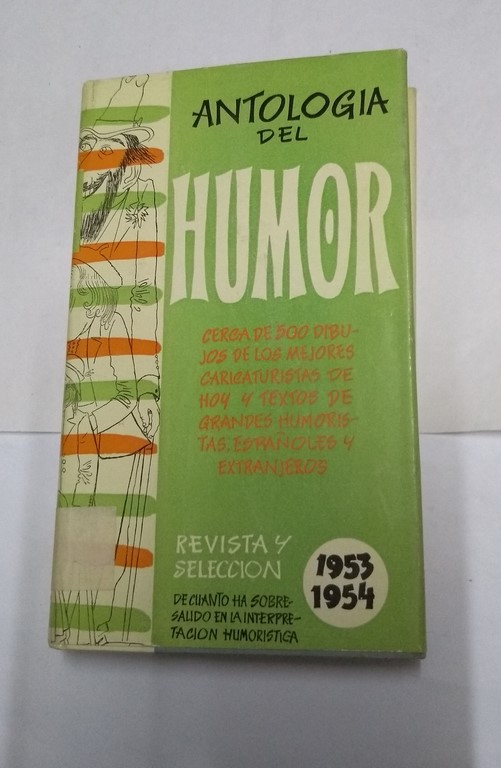 ANTOLOGIA
DEL
HUMOR
CERCA DE 500 DIBU-
JOS DE LOS MEJORES
CARICATURISTAS DE
HOY Y TEXTOS DE
GRANDES HUMORIS-
TAS, ESPAÑOLES Y
EXTRANJEROS
REVISTA Y
SELECCION
1953
1954
DE CUANTO HA SOBRE-
SALIDO EN LA INTERPRE-
TACION HUMORISTICA